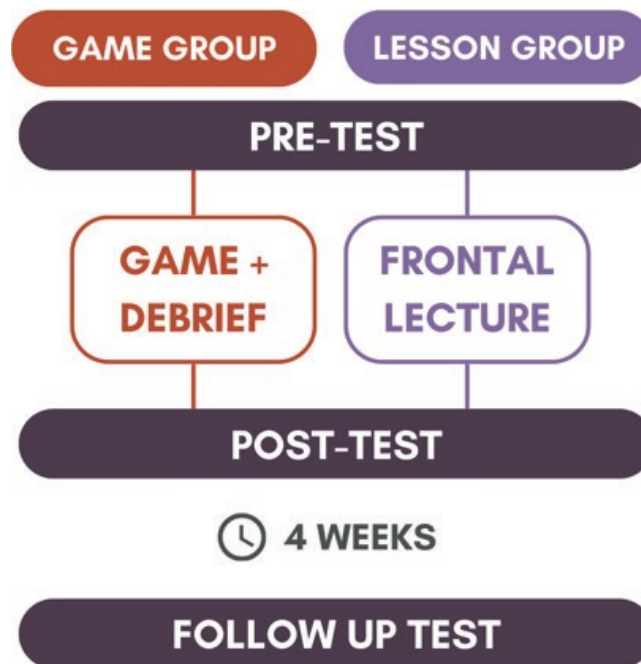 GAME GROUP
LESSON GROUP
PRE-TEST
GAME +
DEBRIEF
FRONTAL
LECTURE
POST-TEST
4 WEEKS
FOLLOW UP TEST